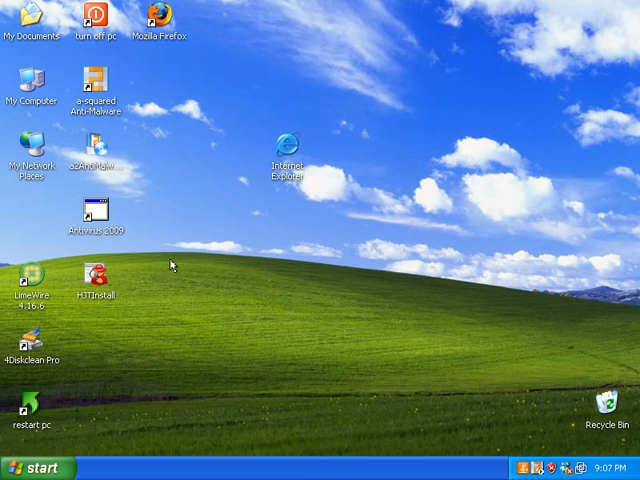 My Documents
turn off pc
Mozilla Firefox
My Computer
a-squared
Anti-Malware
My Network
Places
a2AntiMalw...
Internet
Explorer
Antivirus 2009
LimeWire
4.16.6
HJTInstall
4Diskclean Pro
restart pc
Recycle Bin
start
9:07 PM